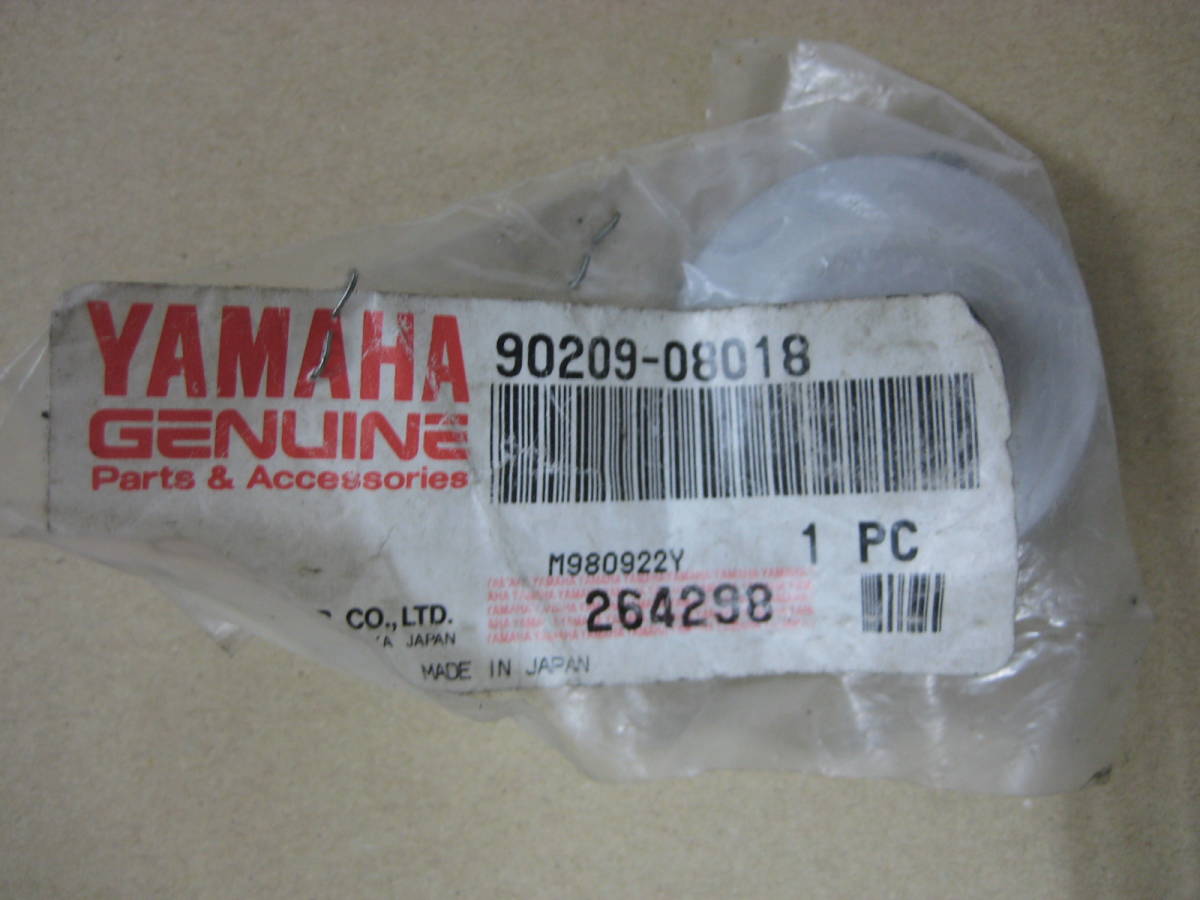 YAMAHA
GENUINE
Parts & Accessories
90209-08018
1 PC
M980922Y
264298
CO.,LTD.
JAPAN
MADE IN JAPAN